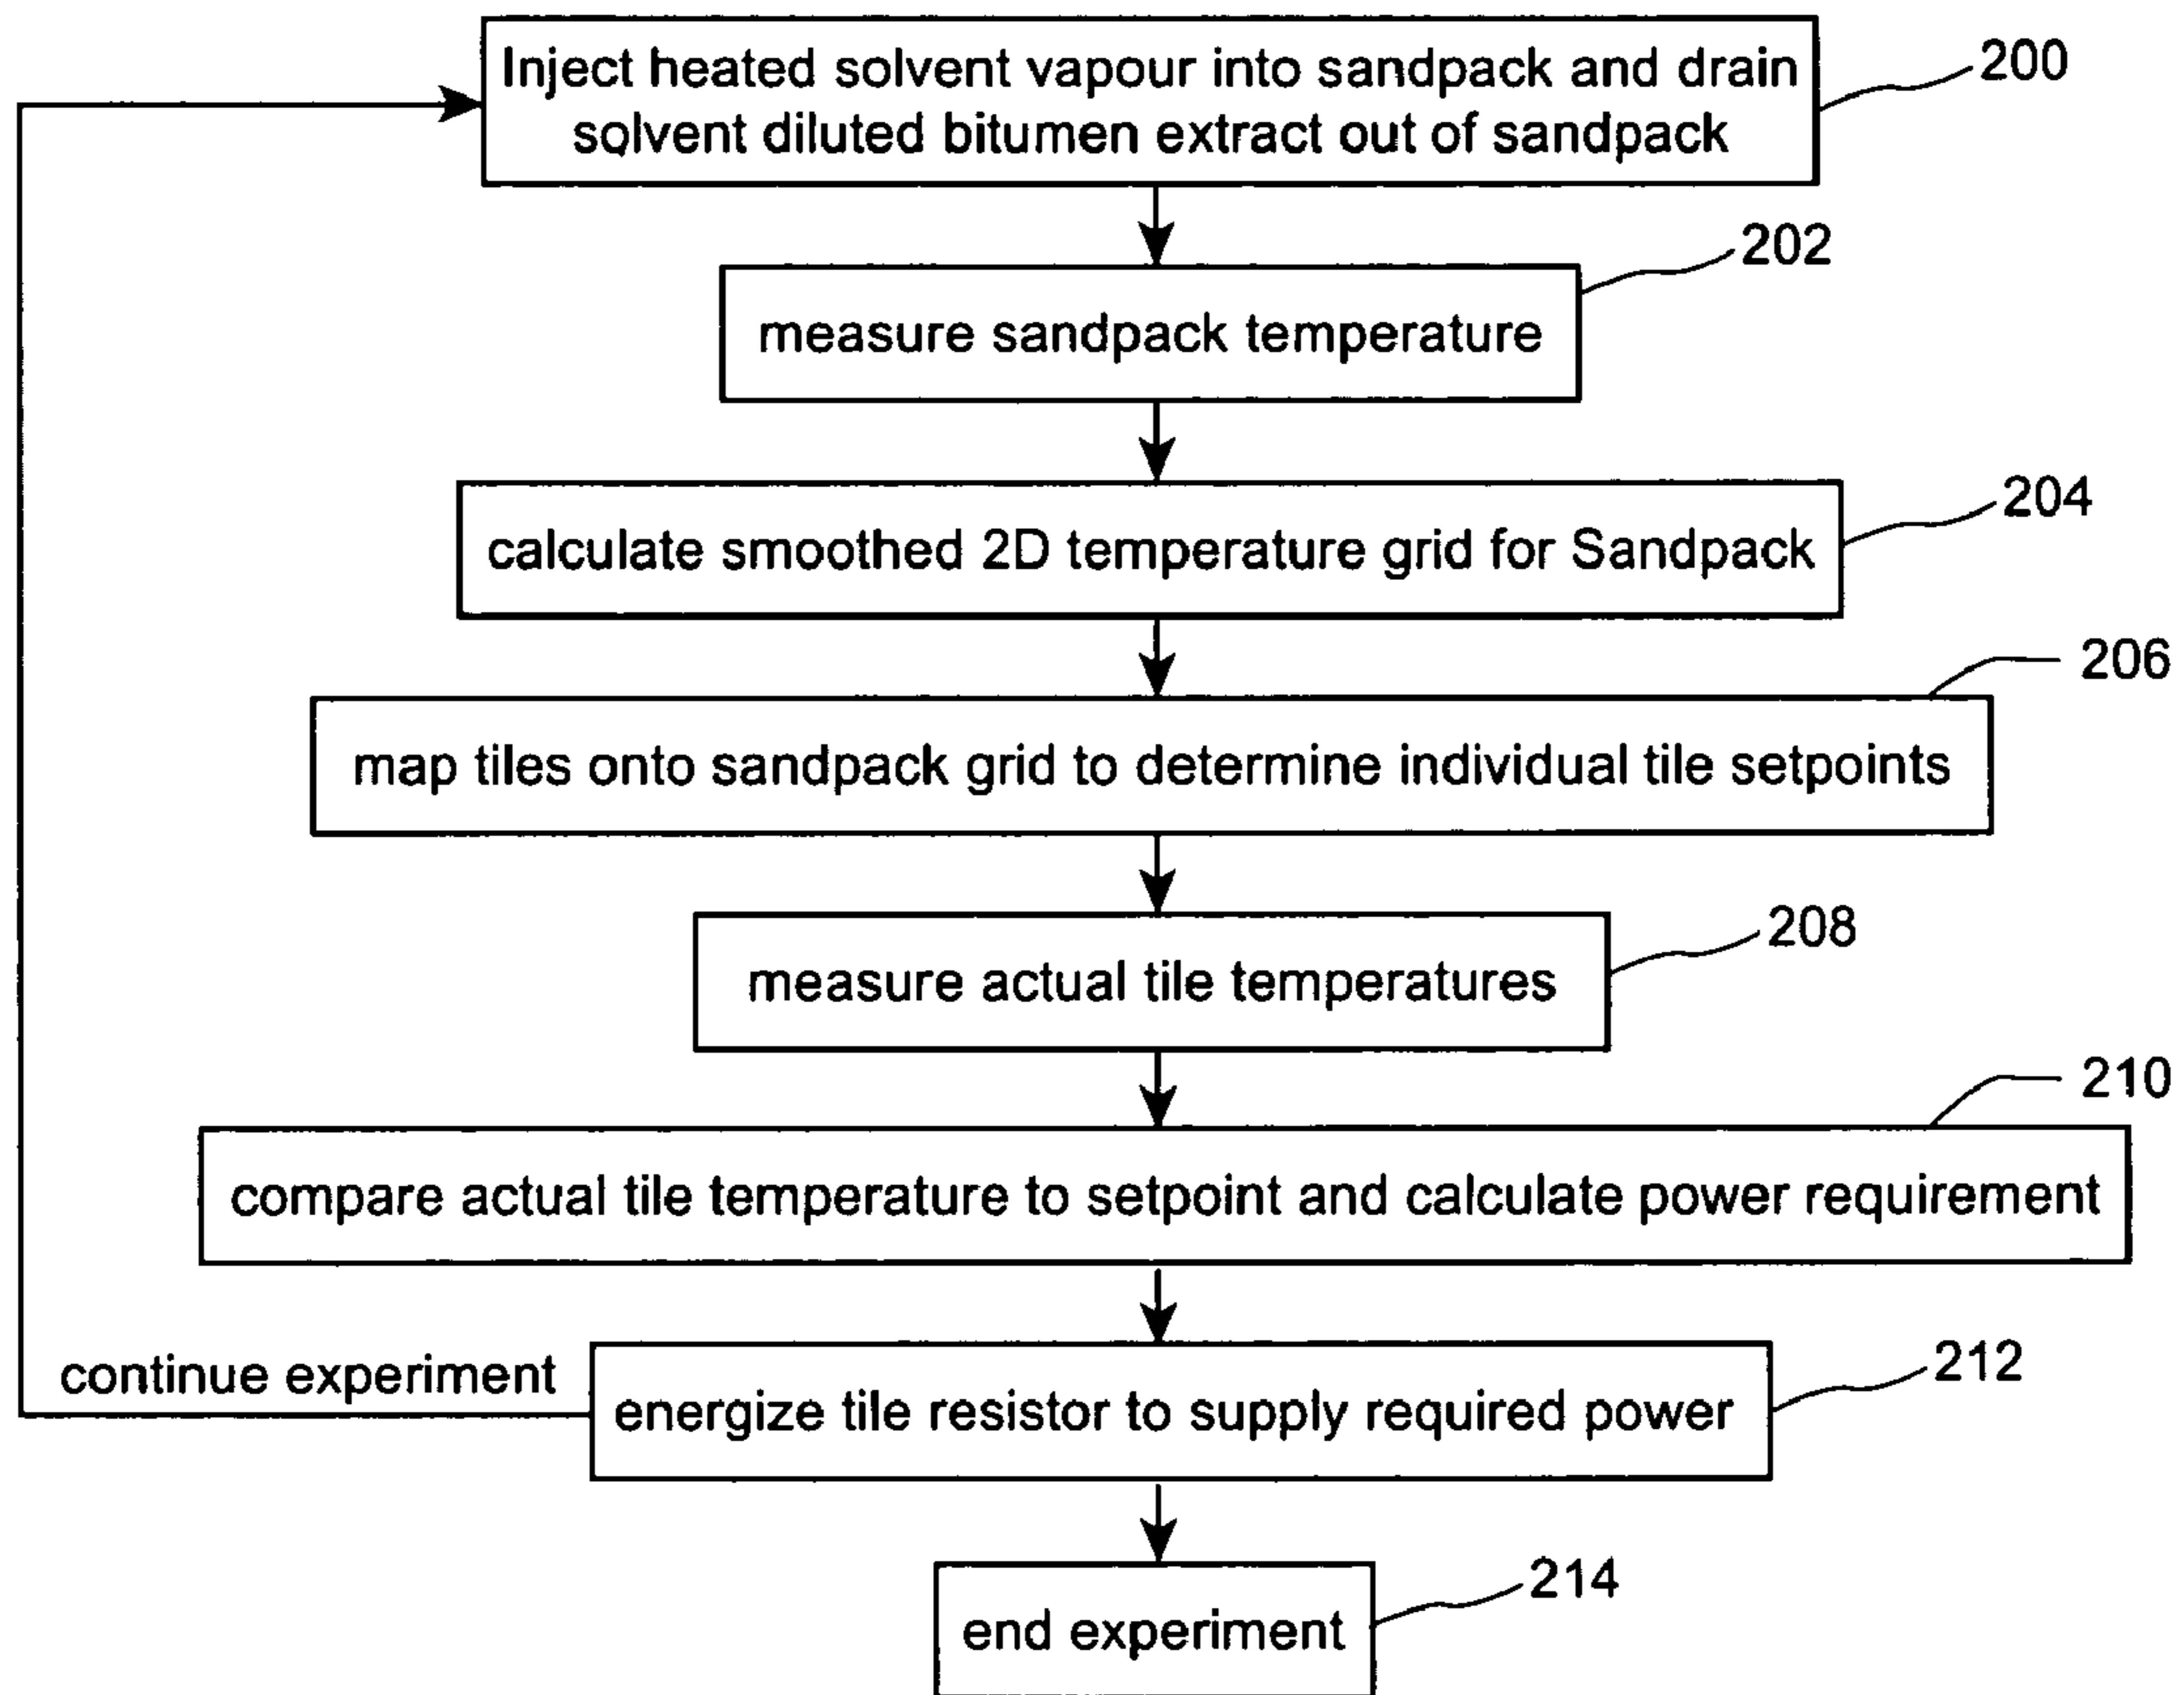 Inject heated solvent vapour into sandpack and drain
solvent diluted bitumen extract out of sandpack
200
202
measure sandpack temperature
204
calculate smoothed 2D temperature grid for Sandpack
206
map tiles onto sandpack grid to determine individual tile setpoints
208
measure actual tile temperatures
210
compare actual tile temperature to setpoint and calculate power requirement
212
continue experiment
energize tile resistor to supply required power
214
end experiment